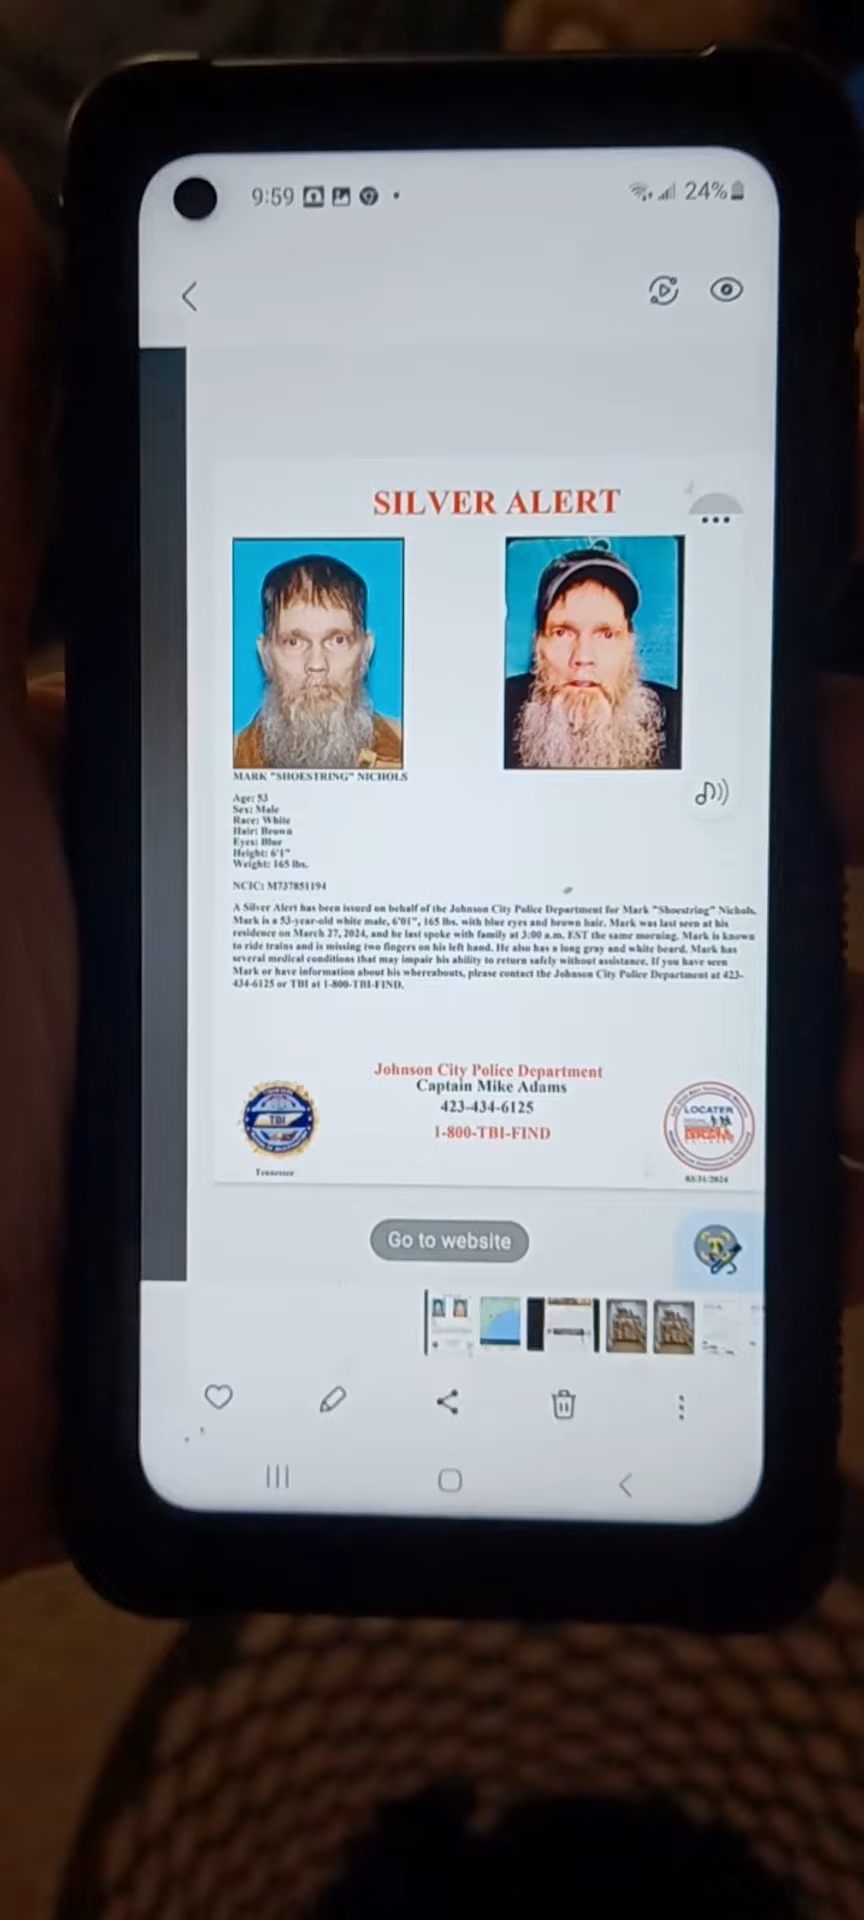 9:59
24%
SILVER ALERT
MARK "SHOESTRING" NICHOLS
Age: 53
Sex: Male
Race: White
Hair: Brown
Eyes: Blue
Height: 6'1"
Weight: 165 lbs.
NCIC: M737851194
A Silver Alert has been issued on behalf of the Johnson City Police Department for Mark "Shoestring" Nichols.
Mark is a 53-year-old white male, 6'01", 165 lbs, with blue eyes and brown hair. Mark was last seen at his
residence on March 27, 2024, and he last spoke with family at 3:00 a.m. EST the same morning. Mark is known
to ride trains and is missing two fingers on his left hand. He also has a long gray and white beard. Mark has
several medical conditions that may impair his ability to return safely without assistance. If you have seen
Mark or have information about his whereabouts, please contact the Johnson City Police Department at 423-
434-6125 or TBI at 1-800-TBI-FIND.
Johnson City Police Department
Captain Mike Adams
423-434-6125
1-800-TBI-FIND
TBI
Tennessee
LOCATER
03/31/2024
Go to website
T